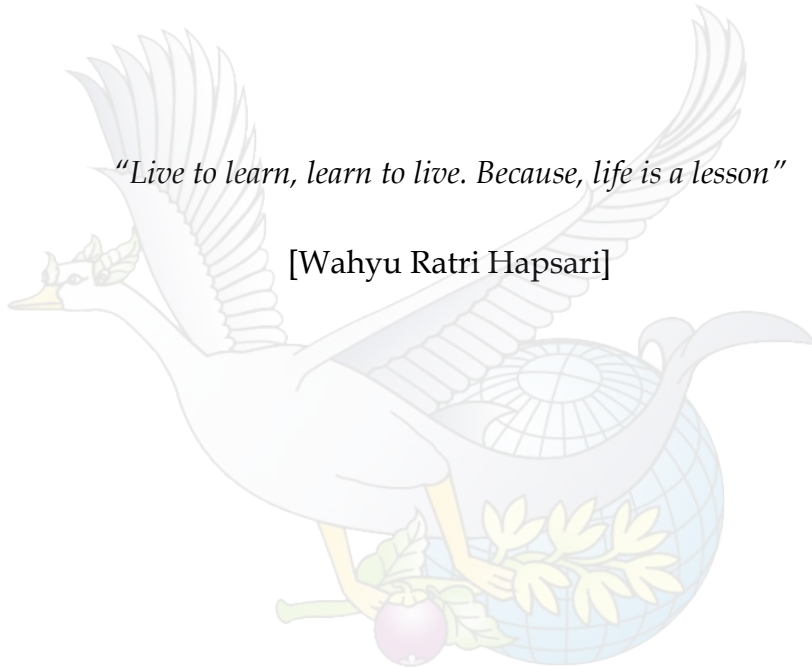 “Live to learn, learn to live. Because, life is a lesson”
[Wahyu Ratri Hapsari]